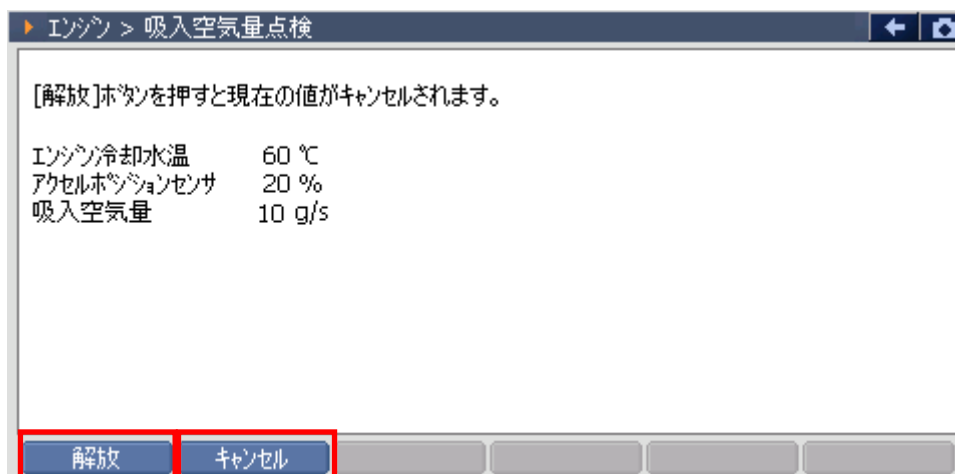 エンジン > 吸入空気量点検
[解放]ボタンを押すと現在の値がキャンセルされます。
エンジン冷却水温 60 ℃
アクセルポジションセンサ 20 %
吸入空気量 10 g/s
解放 キャンセル